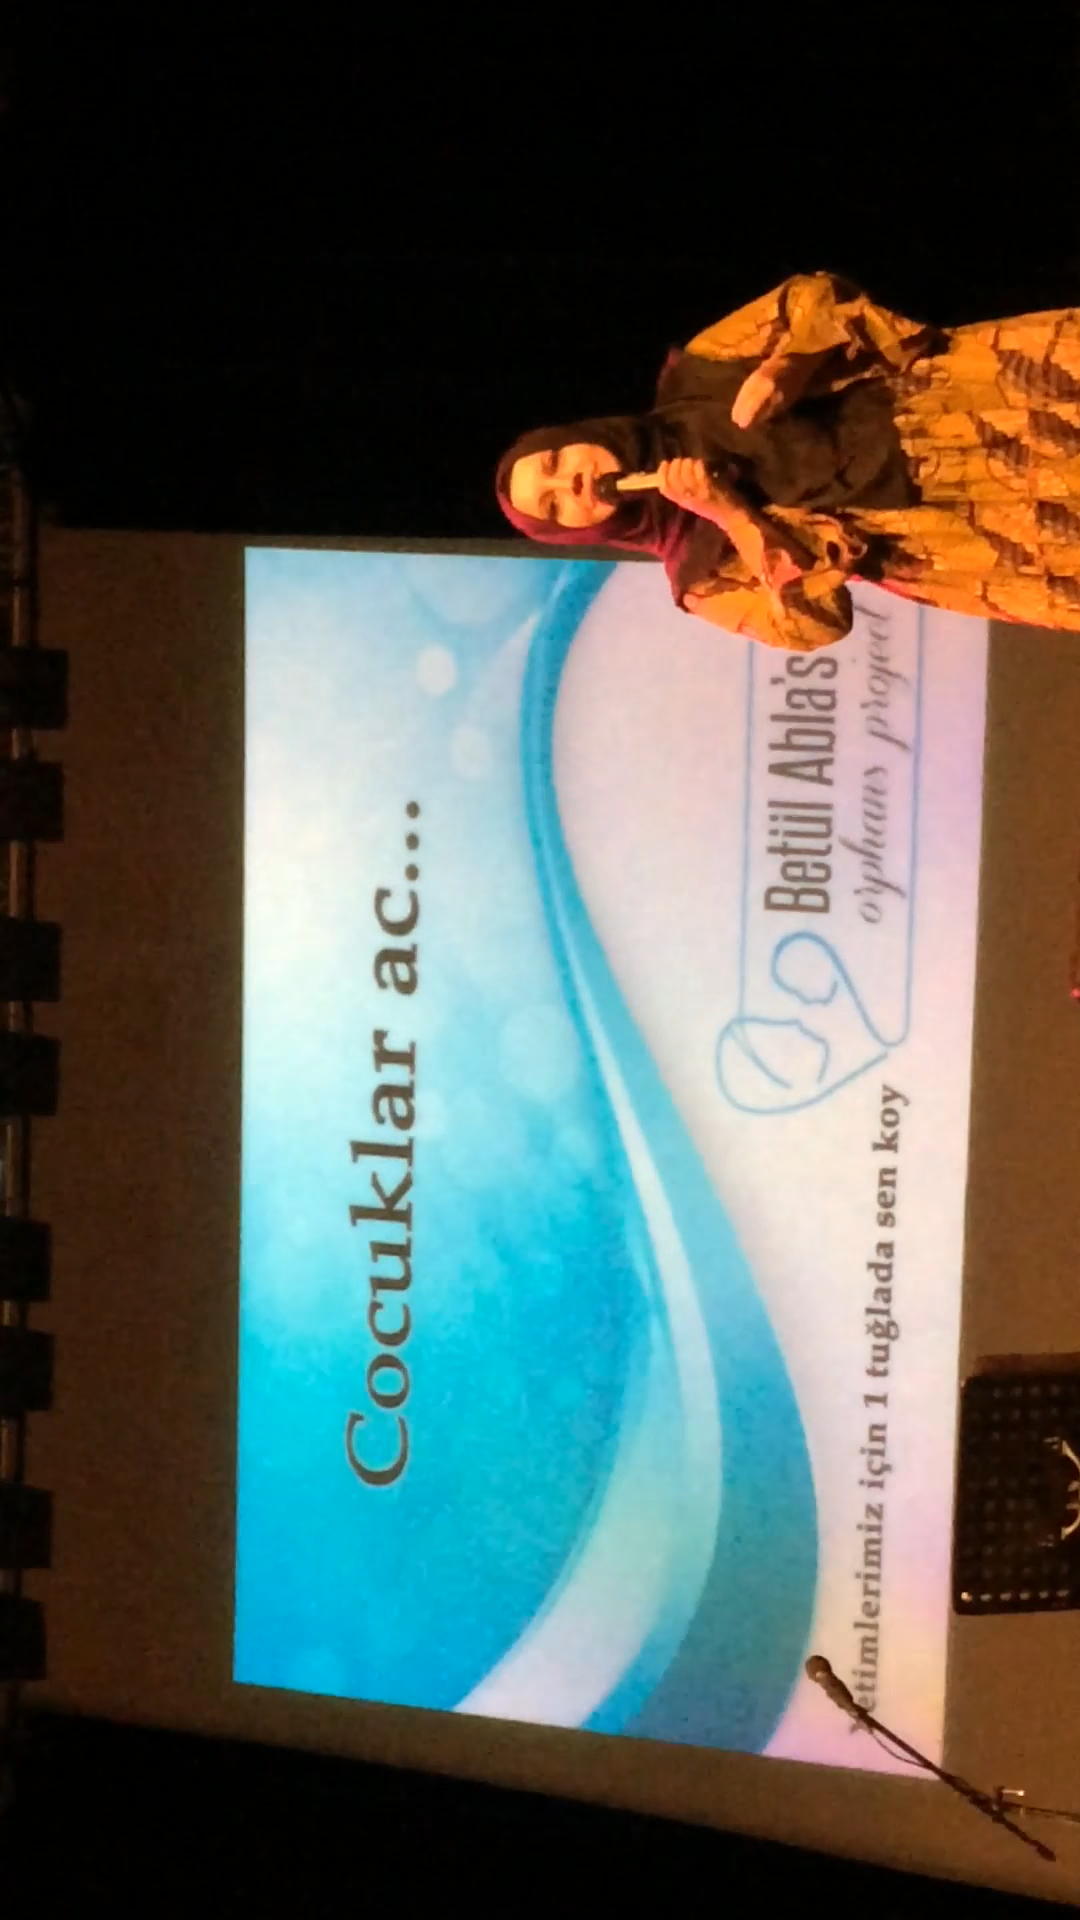 Cocuklar ac...
Betül Abla's
orphans project
yetimlerimiz için 1 tuğlada sen koy